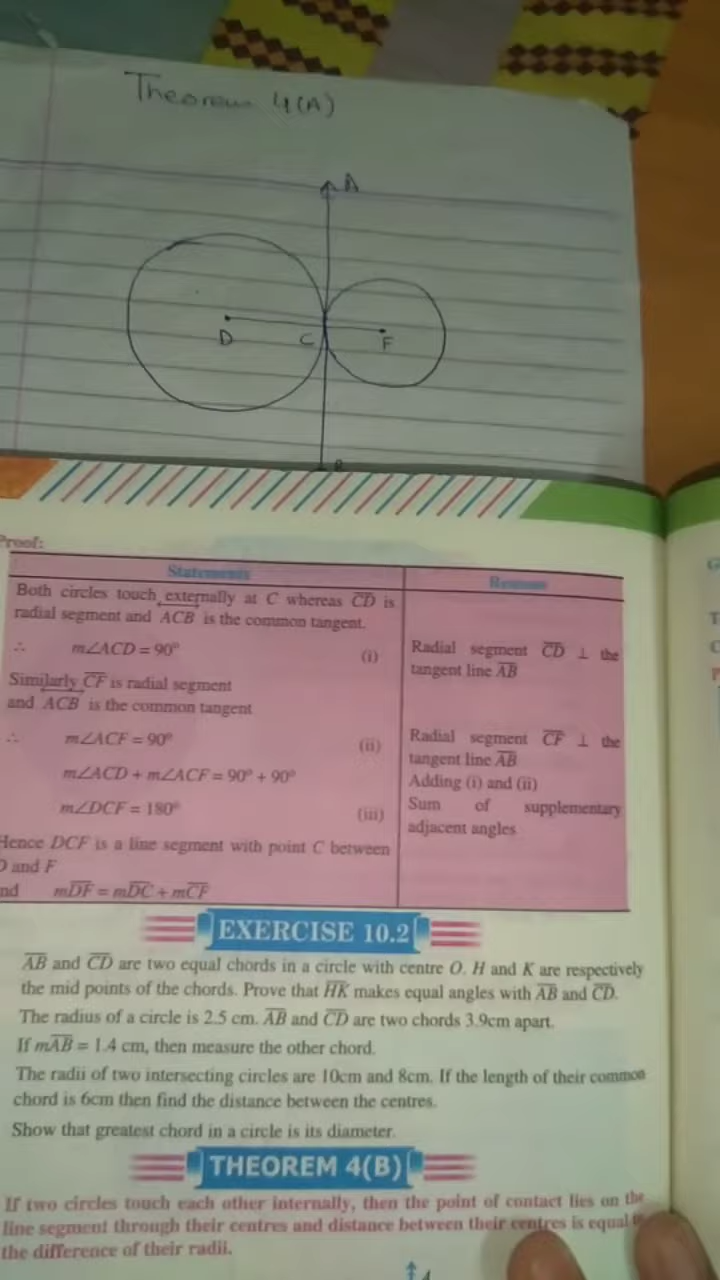 Theorem 4(A)
A
D C F
B
Proof:
Statements Reasons
Both circles touch externally at C whereas CD is
radial segment and ACB is the common tangent.
∴ m∠ACD = 90° (i) Radial segment CD ⊥ the
tangent line AB
Similarly CF is radial segment
and ACB is the common tangent
∴ m∠ACF = 90° (ii) Radial segment CF ⊥ the
tangent line AB
m∠ACD + m∠ACF = 90° + 90° Adding (i) and (ii)
m∠DCF = 180° (iii) Sum of supplementary
adjacent angles
Hence DCF is a line segment with point C between
D and F
nd mDF = mDC + mCF
EXERCISE 10.2
AB and CD are two equal chords in a circle with centre O. H and K are respectively
the mid points of the chords. Prove that HK makes equal angles with AB and CD.
The radius of a circle is 2.5 cm. AB and CD are two chords 3.9cm apart.
If mAB = 1.4 cm, then measure the other chord.
The radii of two intersecting circles are 10cm and 8cm. If the length of their common
chord is 6cm then find the distance between the centres.
Show that greatest chord in a circle is its diameter.
THEOREM 4(B)
If two circles touch each other internally, then the point of contact lies on the
line segment through their centres and distance between their centres is equal
the difference of their radii.